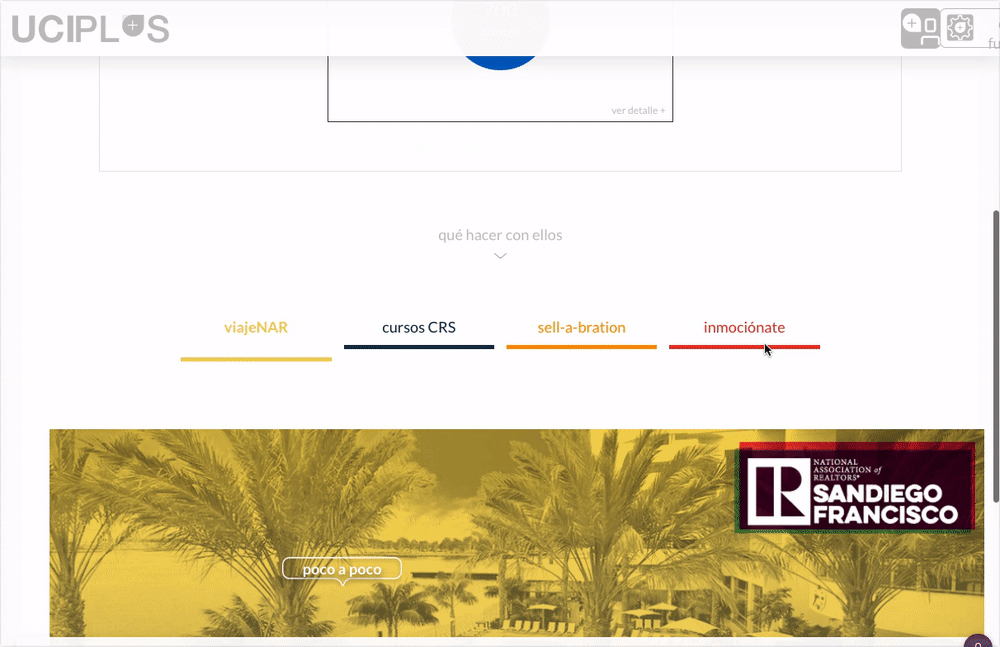 UCIPLUS
fu
ver detalle +
qué hacer con ellos
viajeNAR
cursos CRS
sell-a-bration
inmociónate
NATIONAL
ASSOCIATION of
REALTORS®
SANDIEGO
FRANCISCO
poco a poco